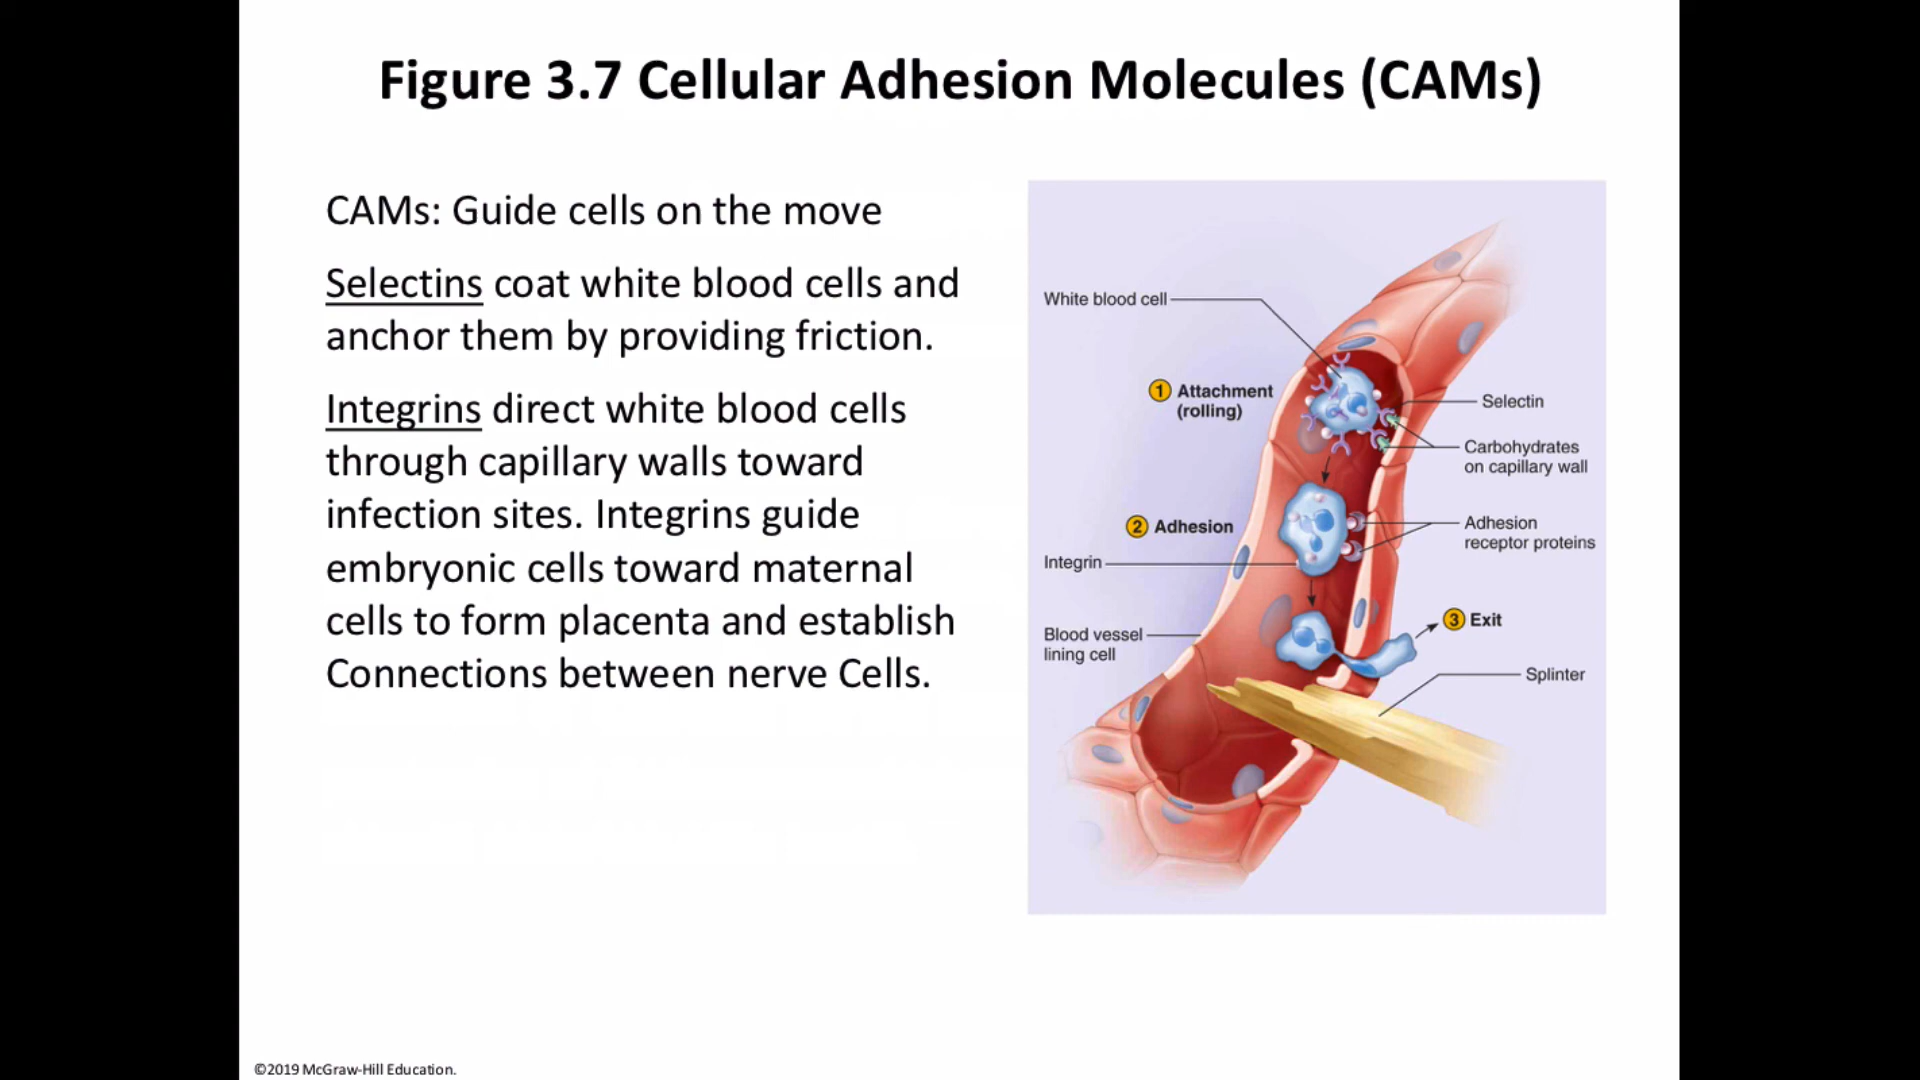 Figure 3.7 Cellular Adhesion Molecules (CAMs)
CAMs: Guide cells on the move
Selectins coat white blood cells and
anchor them by providing friction.
Integrins direct white blood cells
through capillary walls toward
infection sites. Integrins guide
embryonic cells toward maternal
cells to form placenta and establish
Connections between nerve Cells.
White blood cell
1 Attachment
(rolling)
Selectin
Carbohydrates
on capillary wall
2 Adhesion
Adhesion
receptor proteins
Integrin
3 Exit
Blood vessel
lining cell
Splinter
©2019 McGraw-Hill Education.